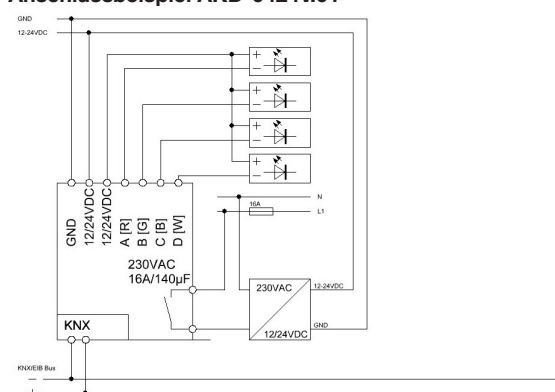 GND
12-24VDC
+
−
+
−
+
−
+
−
N
16A
L1
GND
12/24VDC
12/24VDC
A [R]
B [G]
C [B]
D [W]
230VAC
16A/140µF
230VAC
12-24VDC
KNX
GND
12/24VDC
KNX/EIB Bus